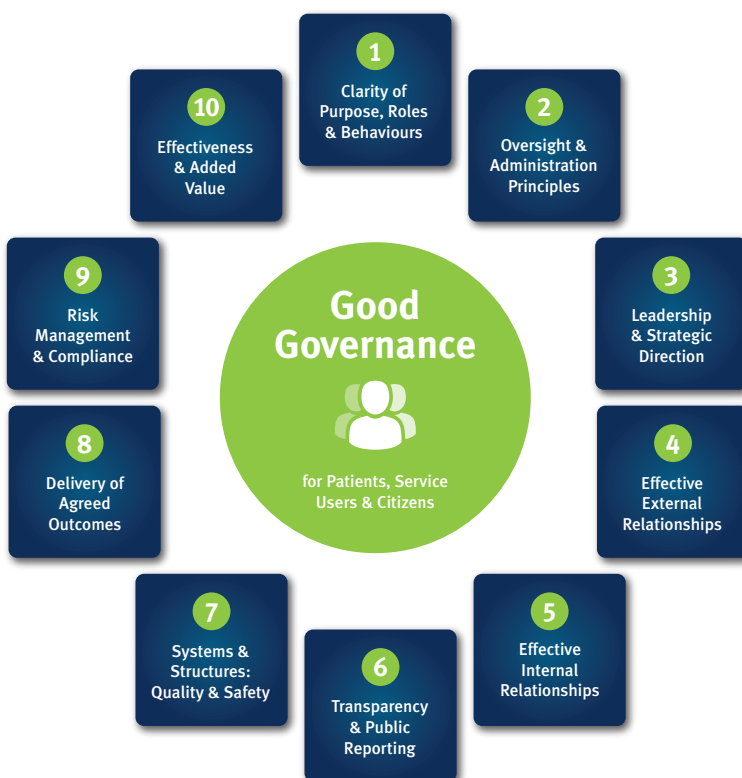 Good
Governance
for Patients, Service
Users & Citizens
1
Clarity of
Purpose, Roles
& Behaviours
2
Oversight &
Administration
Principles
3
Leadership
& Strategic
Direction
4
Effective
External
Relationships
5
Effective
Internal
Relationships
6
Transparency
& Public
Reporting
7
Systems &
Structures:
Quality & Safety
8
Delivery of
Agreed
Outcomes
9
Risk
Management
& Compliance
10
Effectiveness
& Added
Value